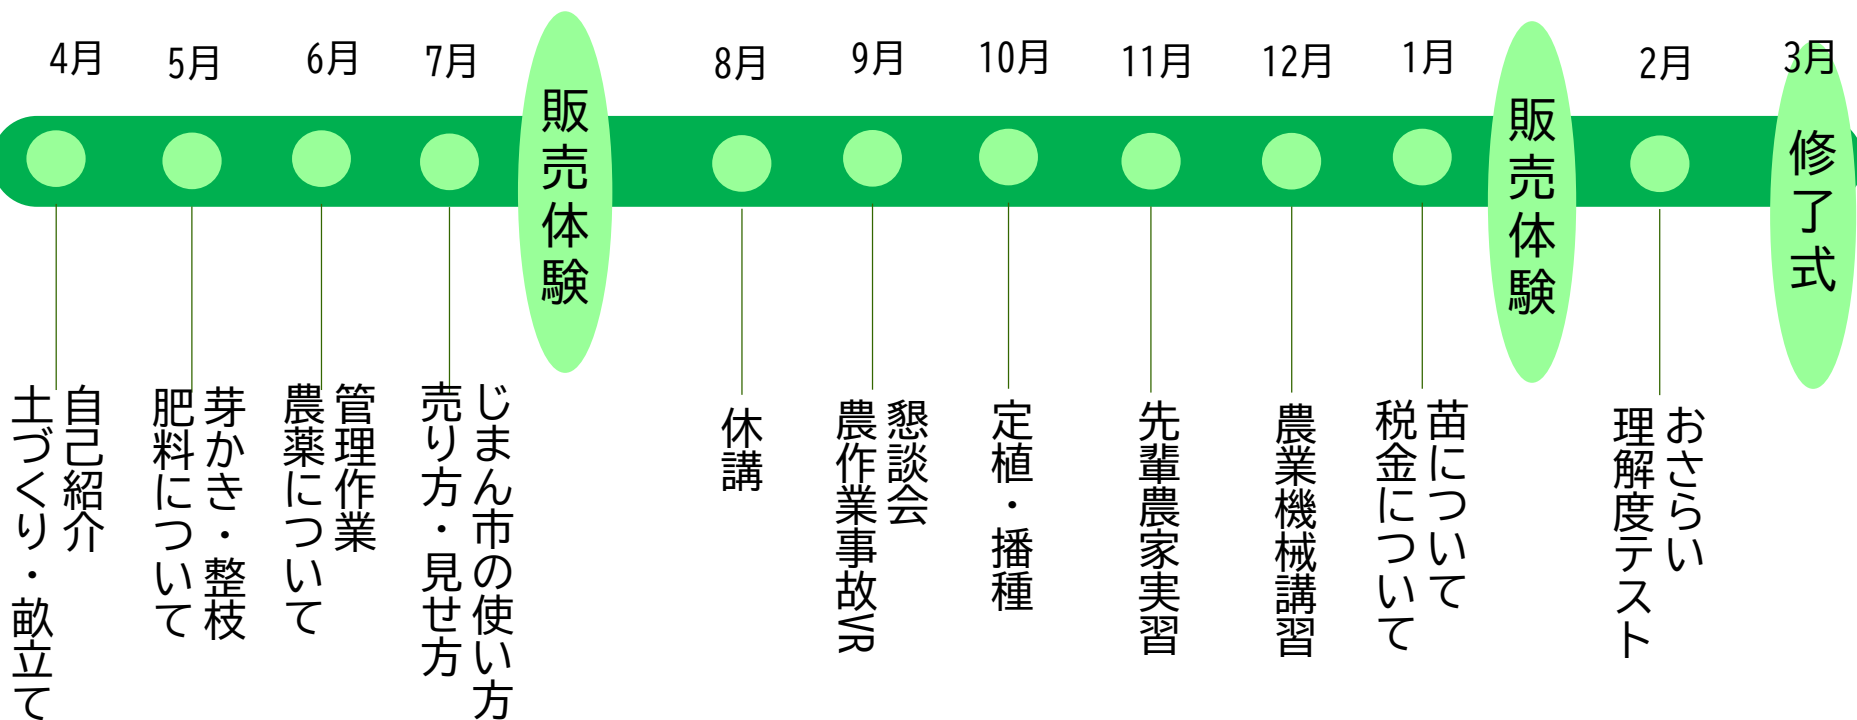 4月
5月
6月
7月
販売体験
8月
9月
10月
11月
12月
1月
販売体験
2月
3月
修了式
自己紹介
土づくり・畝立て
芽かき・整枝
肥料について
管理作業
農薬について
じまん市の使い方
売り方・見せ方
休講
懇談会
農作業事故VR
定植・播種
先輩農家実習
農業機械講習
苗について
税金について
おさらい
理解度テスト